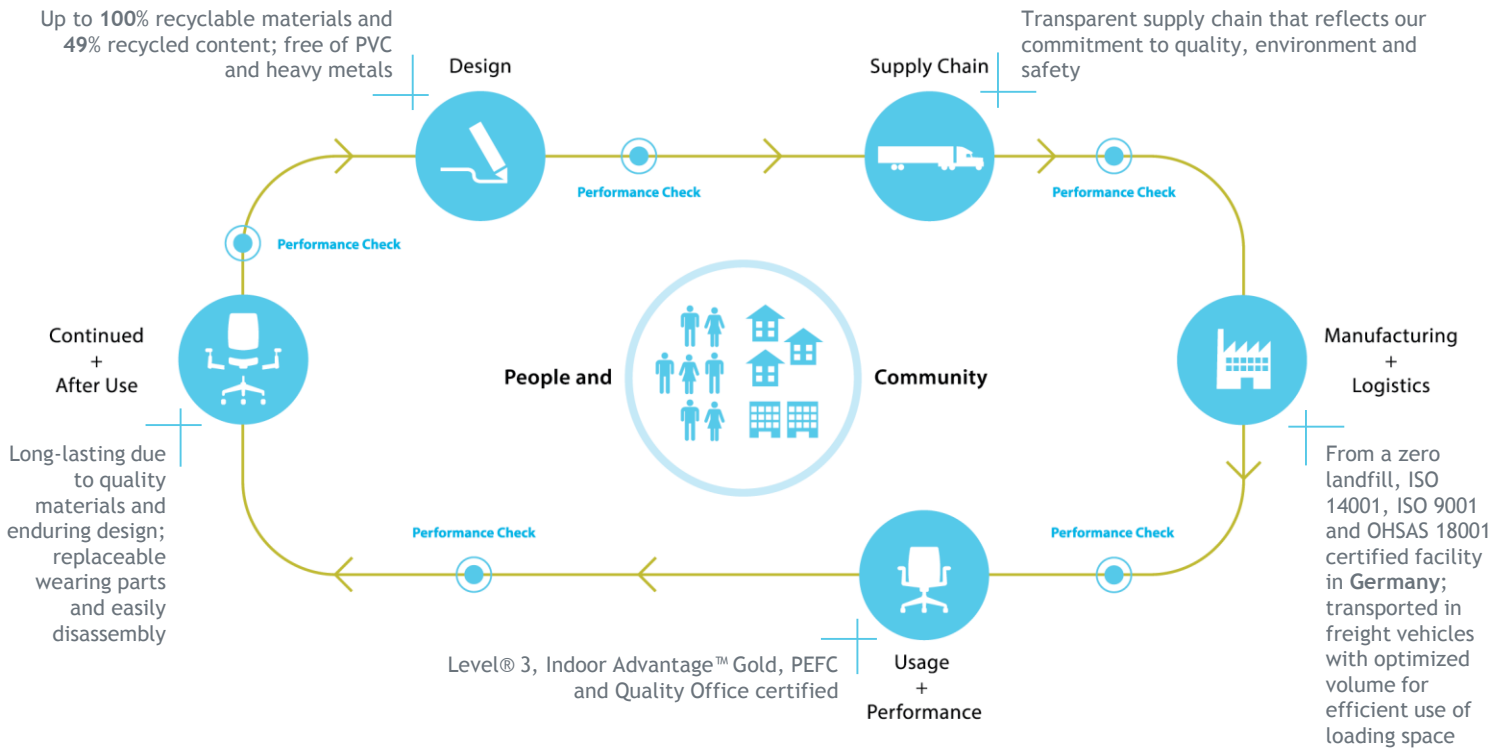 Up to 100% recyclable materials and
49% recycled content; free of PVC
and heavy metals
Design
Supply Chain
Transparent supply chain that reflects our
commitment to quality, environment and
safety
Performance Check
Performance Check
Performance Check
Continued
+
After Use
People and
Community
Manufacturing
+
Logistics
Long-lasting due
to quality
materials and
enduring design;
replaceable
wearing parts
and easily
disassembly
From a zero
landfill, ISO
14001, ISO 9001
and OHSAS 18001
certified facility
in Germany;
transported in
freight vehicles
with optimized
volume for
efficient use of
loading space
Performance Check
Performance Check
Level® 3, Indoor Advantage™ Gold, PEFC
and Quality Office certified
Usage
+
Performance